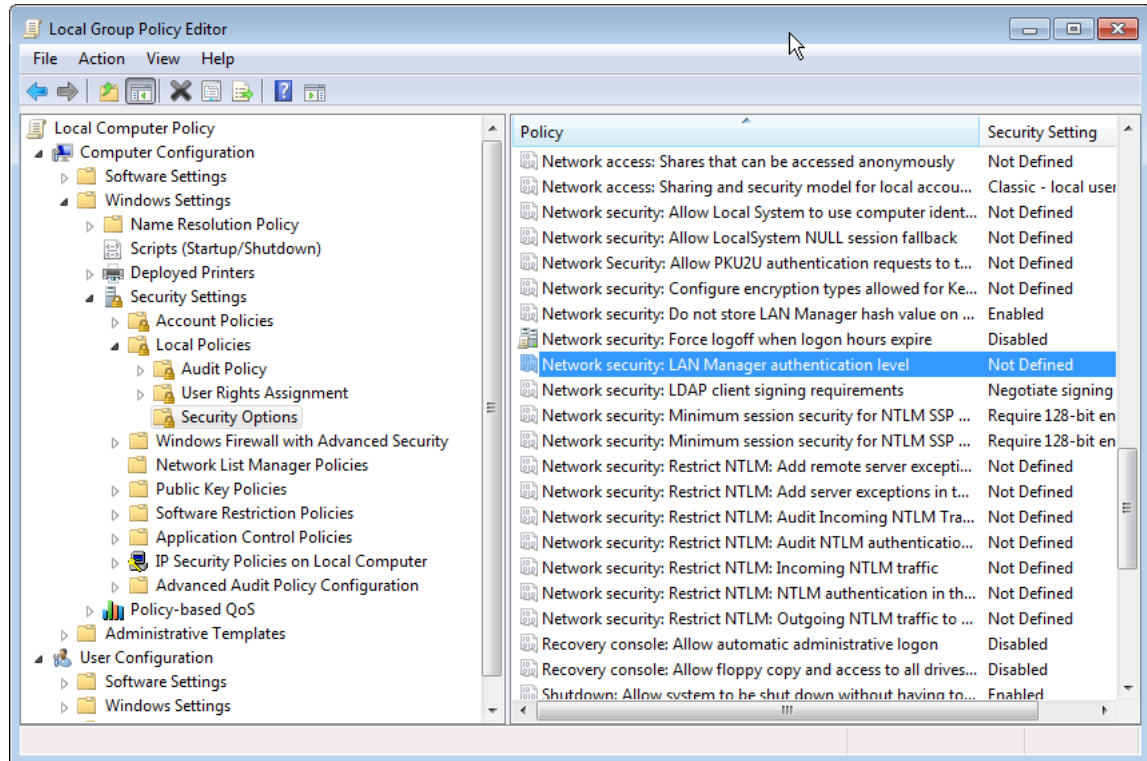 Local Group Policy Editor
File Action View Help
Local Computer Policy
Computer Configuration
Software Settings
Windows Settings
Name Resolution Policy
Scripts (Startup/Shutdown)
Deployed Printers
Security Settings
Account Policies
Local Policies
Audit Policy
User Rights Assignment
Security Options
Windows Firewall with Advanced Security
Network List Manager Policies
Public Key Policies
Software Restriction Policies
Application Control Policies
IP Security Policies on Local Computer
Advanced Audit Policy Configuration
Policy-based QoS
Administrative Templates
User Configuration
Software Settings
Windows Settings
Policy Security Setting
Network access: Shares that can be accessed anonymously Not Defined
Network access: Sharing and security model for local accou... Classic - local user
Network security: Allow Local System to use computer ident... Not Defined
Network security: Allow LocalSystem NULL session fallback Not Defined
Network Security: Allow PKU2U authentication requests to t... Not Defined
Network security: Configure encryption types allowed for Ke... Not Defined
Network security: Do not store LAN Manager hash value on ... Enabled
Network security: Force logoff when logon hours expire Disabled
Network security: LAN Manager authentication level Not Defined
Network security: LDAP client signing requirements Negotiate signing
Network security: Minimum session security for NTLM SSP ... Require 128-bit en
Network security: Minimum session security for NTLM SSP ... Require 128-bit en
Network security: Restrict NTLM: Add remote server excepti... Not Defined
Network security: Restrict NTLM: Add server exceptions in t... Not Defined
Network security: Restrict NTLM: Audit Incoming NTLM Tra... Not Defined
Network security: Restrict NTLM: Audit NTLM authenticatio... Not Defined
Network security: Restrict NTLM: Incoming NTLM traffic Not Defined
Network security: Restrict NTLM: NTLM authentication in th... Not Defined
Network security: Restrict NTLM: Outgoing NTLM traffic to ... Not Defined
Recovery console: Allow automatic administrative logon Disabled
Recovery console: Allow floppy copy and access to all drives... Disabled
Shutdown: Allow system to be shut down without having to... Enabled